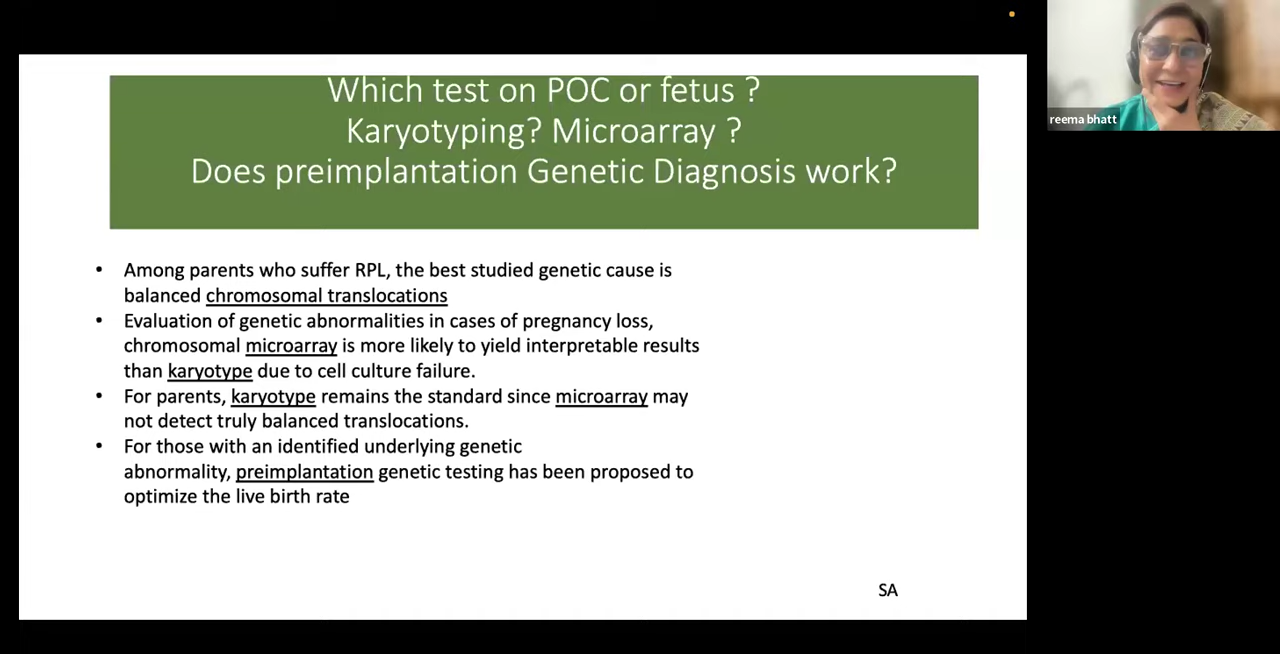 Which test on POC or fetus ?
Karyotyping? Microarray ?
Does preimplantation Genetic Diagnosis work?
• Among parents who suffer RPL, the best studied genetic cause is
balanced chromosomal translocations
• Evaluation of genetic abnormalities in cases of pregnancy loss,
chromosomal microarray is more likely to yield interpretable results
than karyotype due to cell culture failure.
• For parents, karyotype remains the standard since microarray may
not detect truly balanced translocations.
• For those with an identified underlying genetic
abnormality, preimplantation genetic testing has been proposed to
optimize the live birth rate
SA
reema bhatt